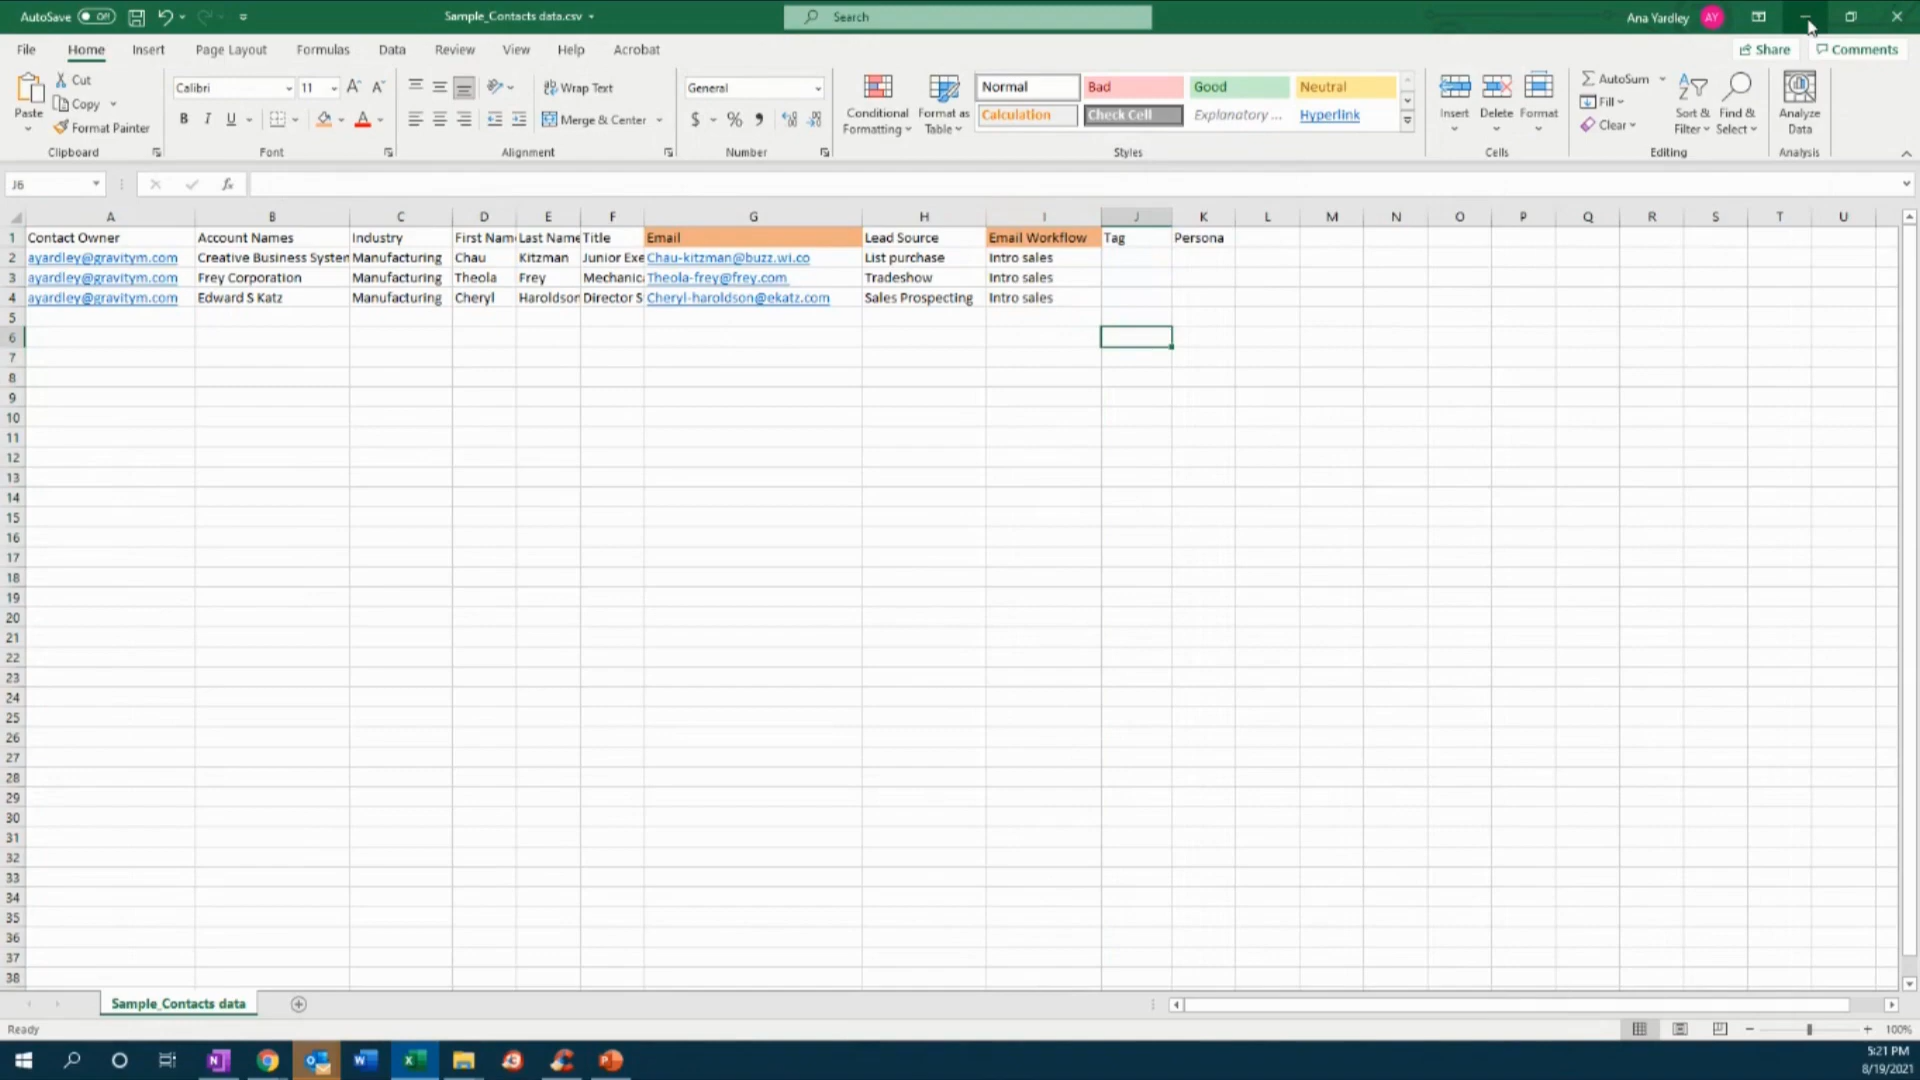 AutoSave Off Sample_Contacts data.csv Search Ana Yardley AY
File Home Insert Page Layout Formulas Data Review View Help Acrobat Share Comments
Paste Cut Copy Format Painter
Calibri 11
B I U
Wrap Text
Merge & Center
General
$ %
Conditional Formatting
Format as Table
Normal Bad Good Neutral
Calculation Check Cell Explanatory ... Hyperlink
Insert Delete Format
AutoSum
Fill
Clear
Sort & Filter
Find & Select
Analyze Data
Clipboard Font Alignment Number Styles Cells Editing Analysis
J6 fx
A B C D E F G H I J K L M N O P Q R S T U
1 Contact Owner Account Names Industry First Nam Last Name Title Email Lead Source Email Workflow Tag Persona
2 ayardley@gravitym.com Creative Business System Manufacturing Chau Kitzman Junior Exe Chau-kitzman@buzz.wi.co List purchase Intro sales
3 ayardley@gravitym.com Frey Corporation Manufacturing Theola Frey Mechanic Theola-frey@frey.com Tradeshow Intro sales
4 ayardley@gravitym.com Edward S Katz Manufacturing Cheryl Haroldson Director S Cheryl-haroldson@ekatz.com Sales Prospecting Intro sales
5
6
7
8
9
10
11
12
13
14
15
16
17
18
19
20
21
22
23
24
25
26
27
28
29
30
31
32
33
34
35
36
37
38
Sample_Contacts data
Ready 100%
5:21 PM
8/19/2021